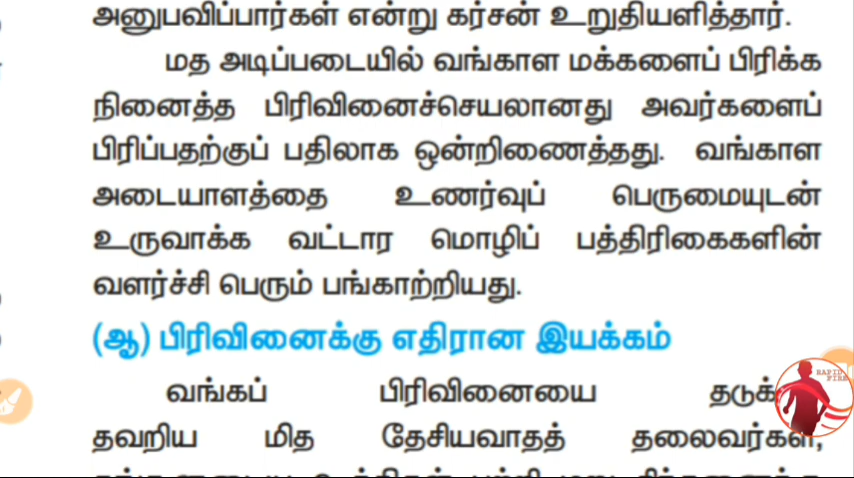 அனுபவிப்பார்கள் என்று கர்சன் உறுதியளித்தார்.
மத அடிப்படையில் வங்காள மக்களைப் பிரிக்க
நினைத்த பிரிவினைச்செயலானது அவர்களைப்
பிரிப்பதற்குப் பதிலாக ஒன்றிணைத்தது. வங்காள
அடையாளத்தை உணர்வுப் பெருமையுடன்
உருவாக்க வட்டார மொழிப் பத்திரிகைகளின்
வளர்ச்சி பெரும் பங்காற்றியது.
(ஆ) பிரிவினைக்கு எதிரான இயக்கம்
வங்கப் பிரிவினையை
தவறிய மித தேசியவாதத் தலைவர்கள்,
RAPID
FIRE